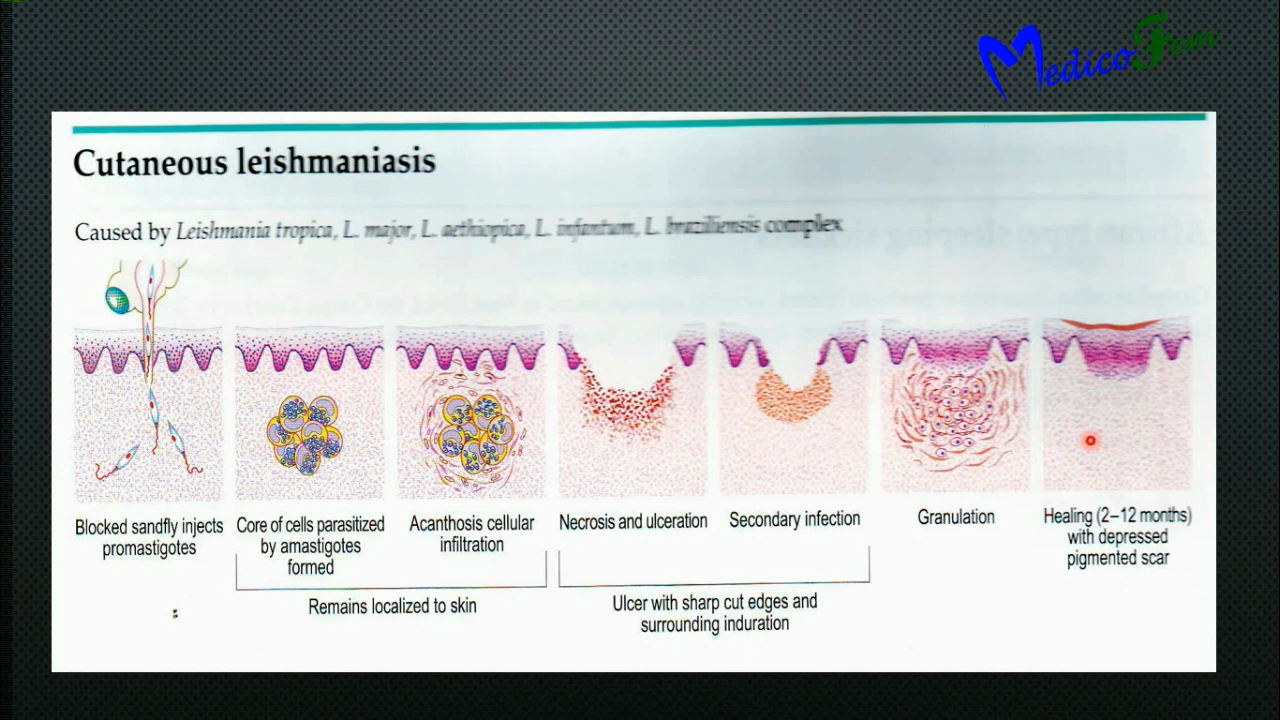 MedicoFem
Cutaneous leishmaniasis
Caused by Leishmania tropica, L. major, L. aethiopica, L. infantum, L. braziliensis complex
Blocked sandfly injects
promastigotes
Core of cells parasitized
by amastigotes
formed
Acanthosis cellular
infiltration
Necrosis and ulceration
Secondary infection
Granulation
Healing (2–12 months)
with depressed
pigmented scar
Remains localized to skin
Ulcer with sharp cut edges and
surrounding induration